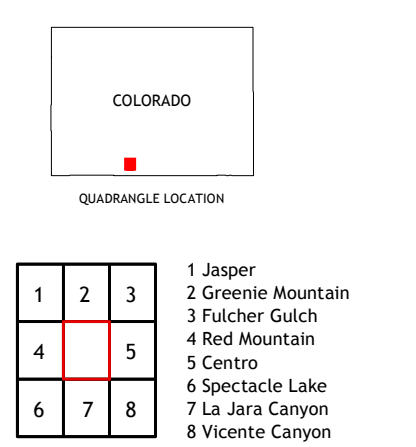 COLORADO
QUADRANGLE LOCATION
1 2 3
4 5
6 7 8
1 Jasper
2 Greenie Mountain
3 Fulcher Gulch
4 Red Mountain
5 Centro
6 Spectacle Lake
7 La Jara Canyon
8 Vicente Canyon